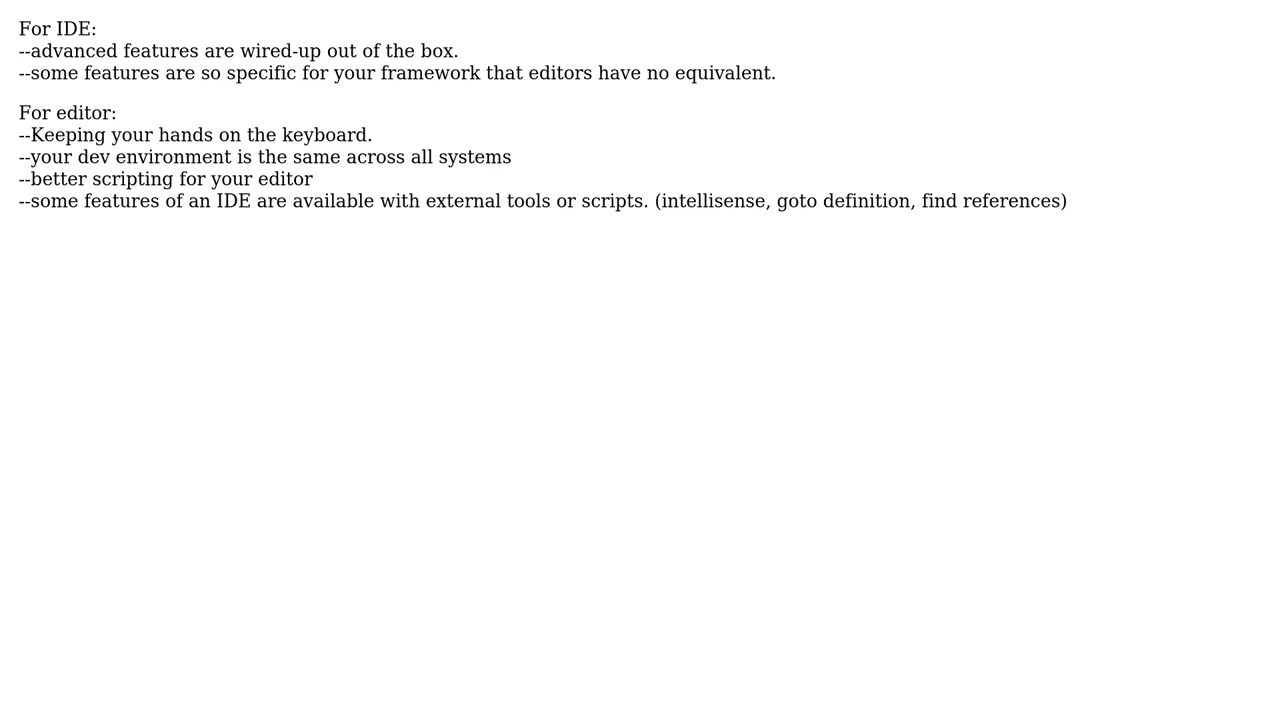 For IDE:
--advanced features are wired-up out of the box.
--some features are so specific for your framework that editors have no equivalent.
For editor:
--Keeping your hands on the keyboard.
--your dev environment is the same across all systems
--better scripting for your editor
--some features of an IDE are available with external tools or scripts. (intellisense, goto definition, find references)